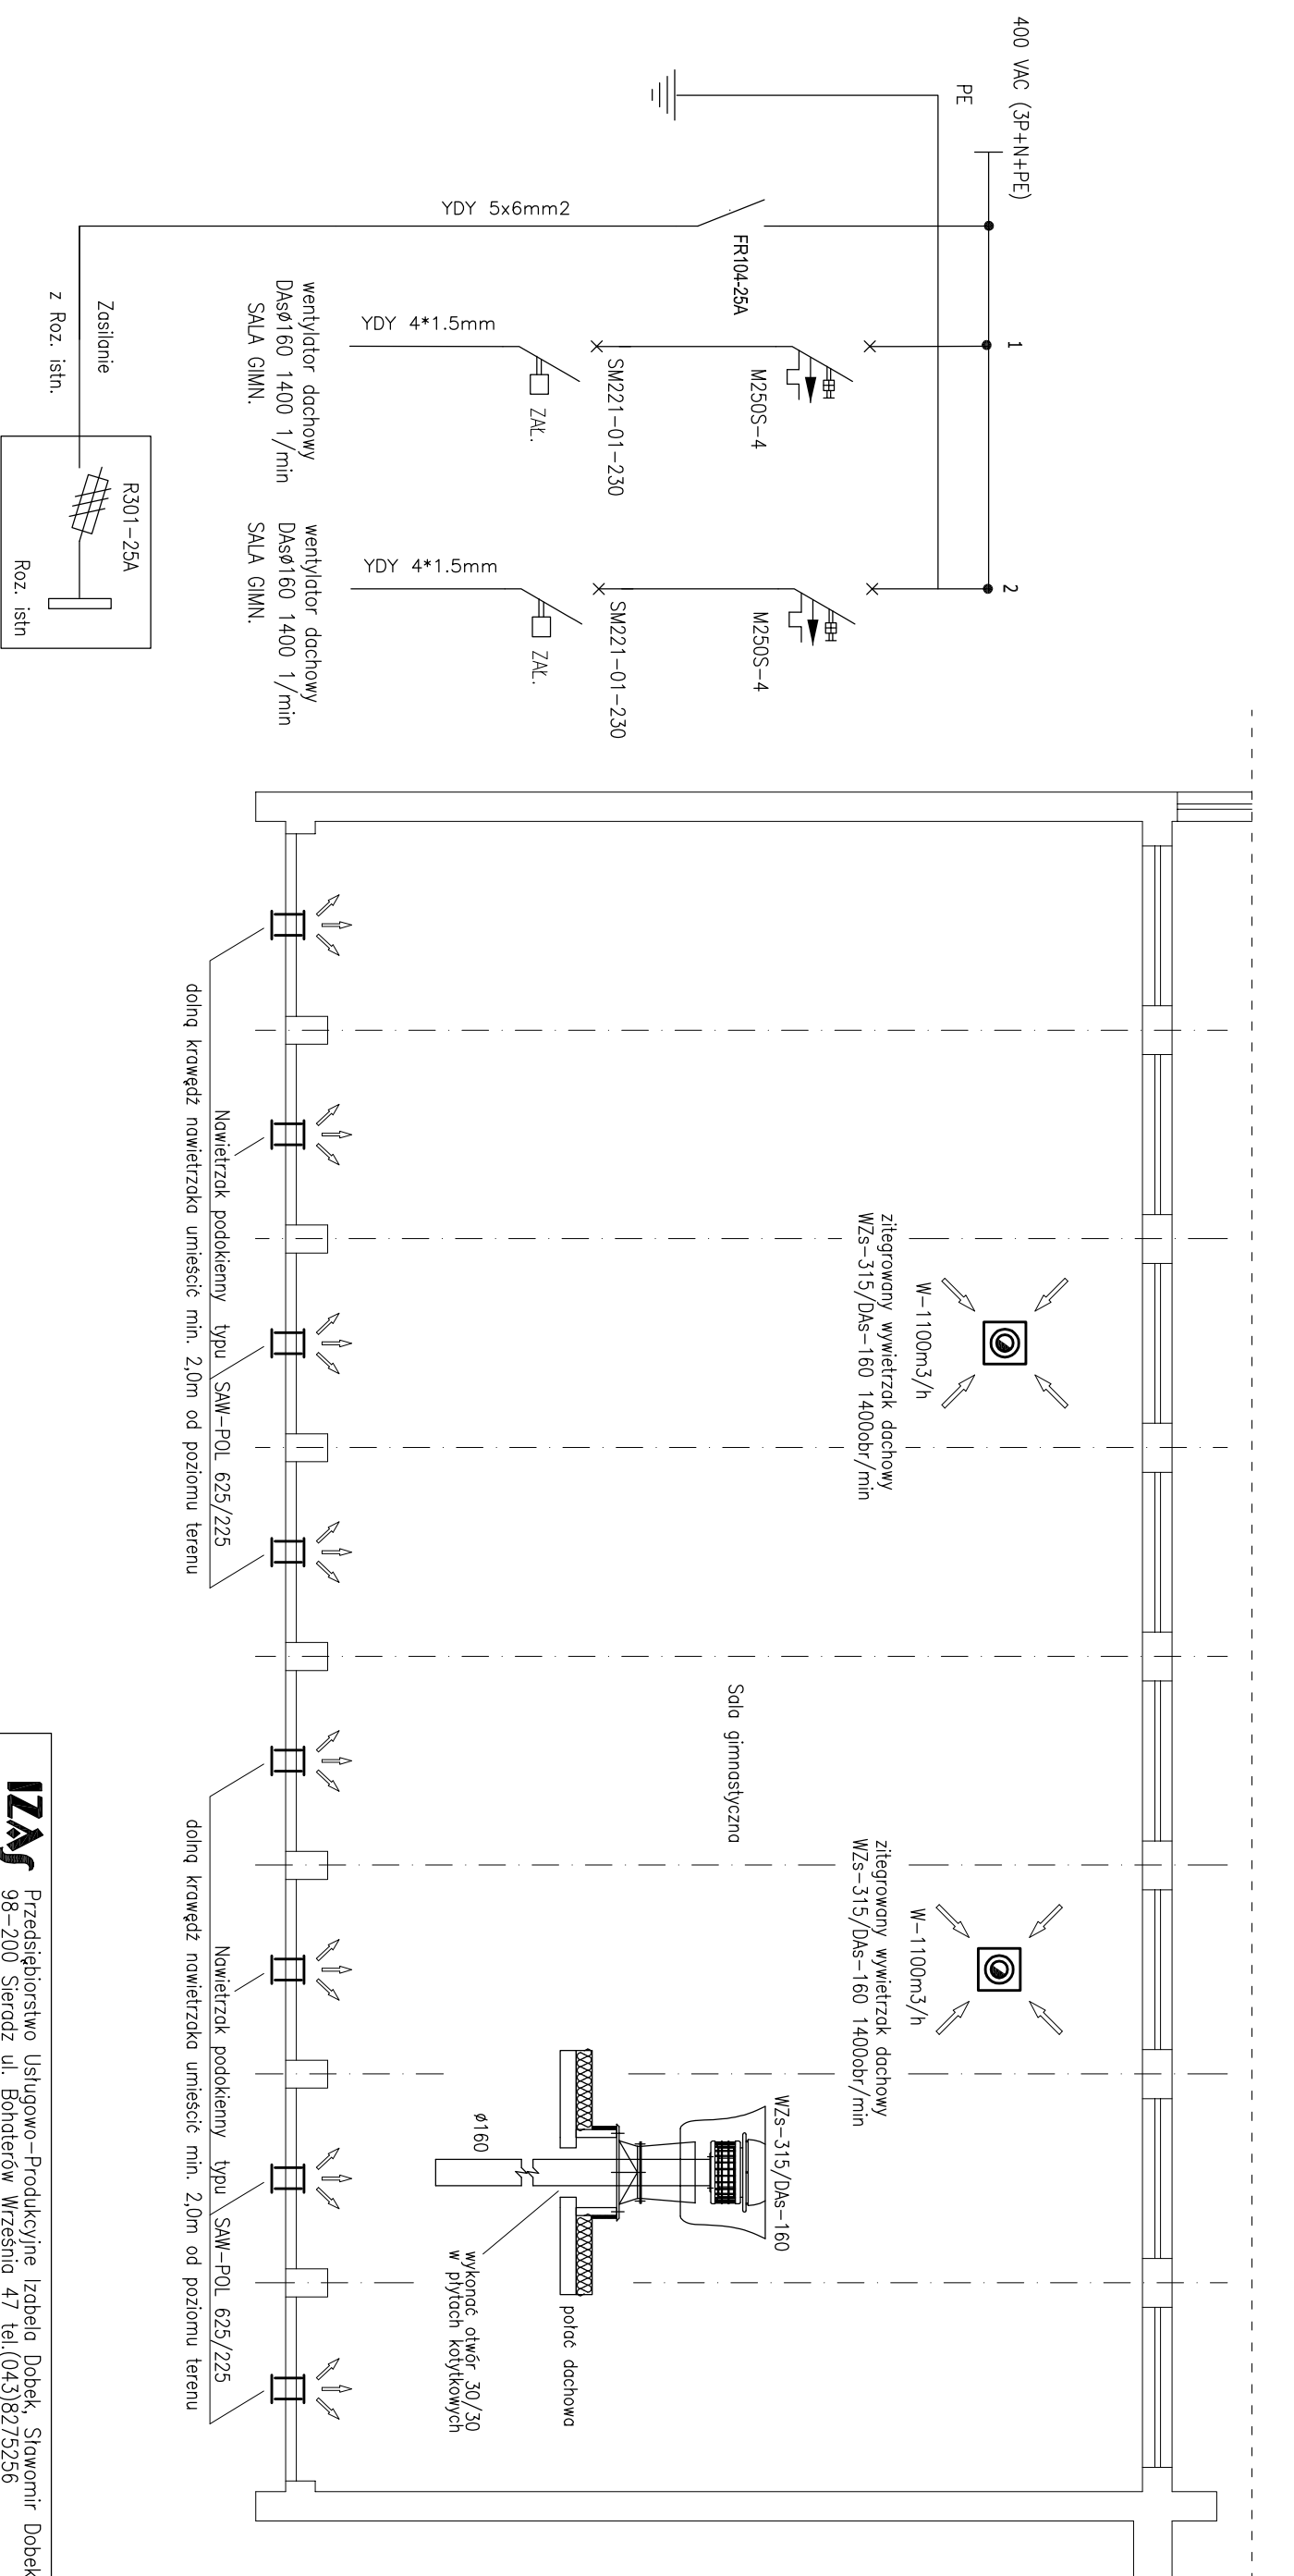 400 VAC (3P+N+PE)
PE
1
2
FR104-25A
YDY 5x6mm2
M250S-4
M250S-4
SM221-01-230
SM221-01-230
ZAŁ.
ZAŁ.
YDY 4*1.5mm
YDY 4*1.5mm
wentylator dachowy
DAsø160 1400 1/min
SALA GIMN.
wentylator dachowy
DAsø160 1400 1/min
SALA GIMN.
Zasilanie
z Roz. istn.
R301-25A
Roz. istn
zitegrowany wywietrzak dachowy
WZs-315/DAs-160 1400obr/min
W-1100m3/h
zitegrowany wywietrzak dachowy
WZs-315/DAs-160 1400obr/min
W-1100m3/h
Sala gimnastyczna
WZs-315/DAs-160
ø160
połać dachowa
wykonać otwór 30/30
w płytach kotytkowych
Nawietrzak podokienny typu SAW-POL 625/225
dolną krawędź nawietrzaka umieścić min. 2,0m od poziomu terenu
Nawietrzak podokienny typu SAW-POL 625/225
dolną krawędź nawietrzaka umieścić min. 2,0m od poziomu terenu
IZAS
Przedsiębiorstwo Usługowo-Produkcyjne Izabela Dobek, Sławomir Dobek
98-200 Sieradz ul. Bohaterów Września 47 tel.(043)8275256